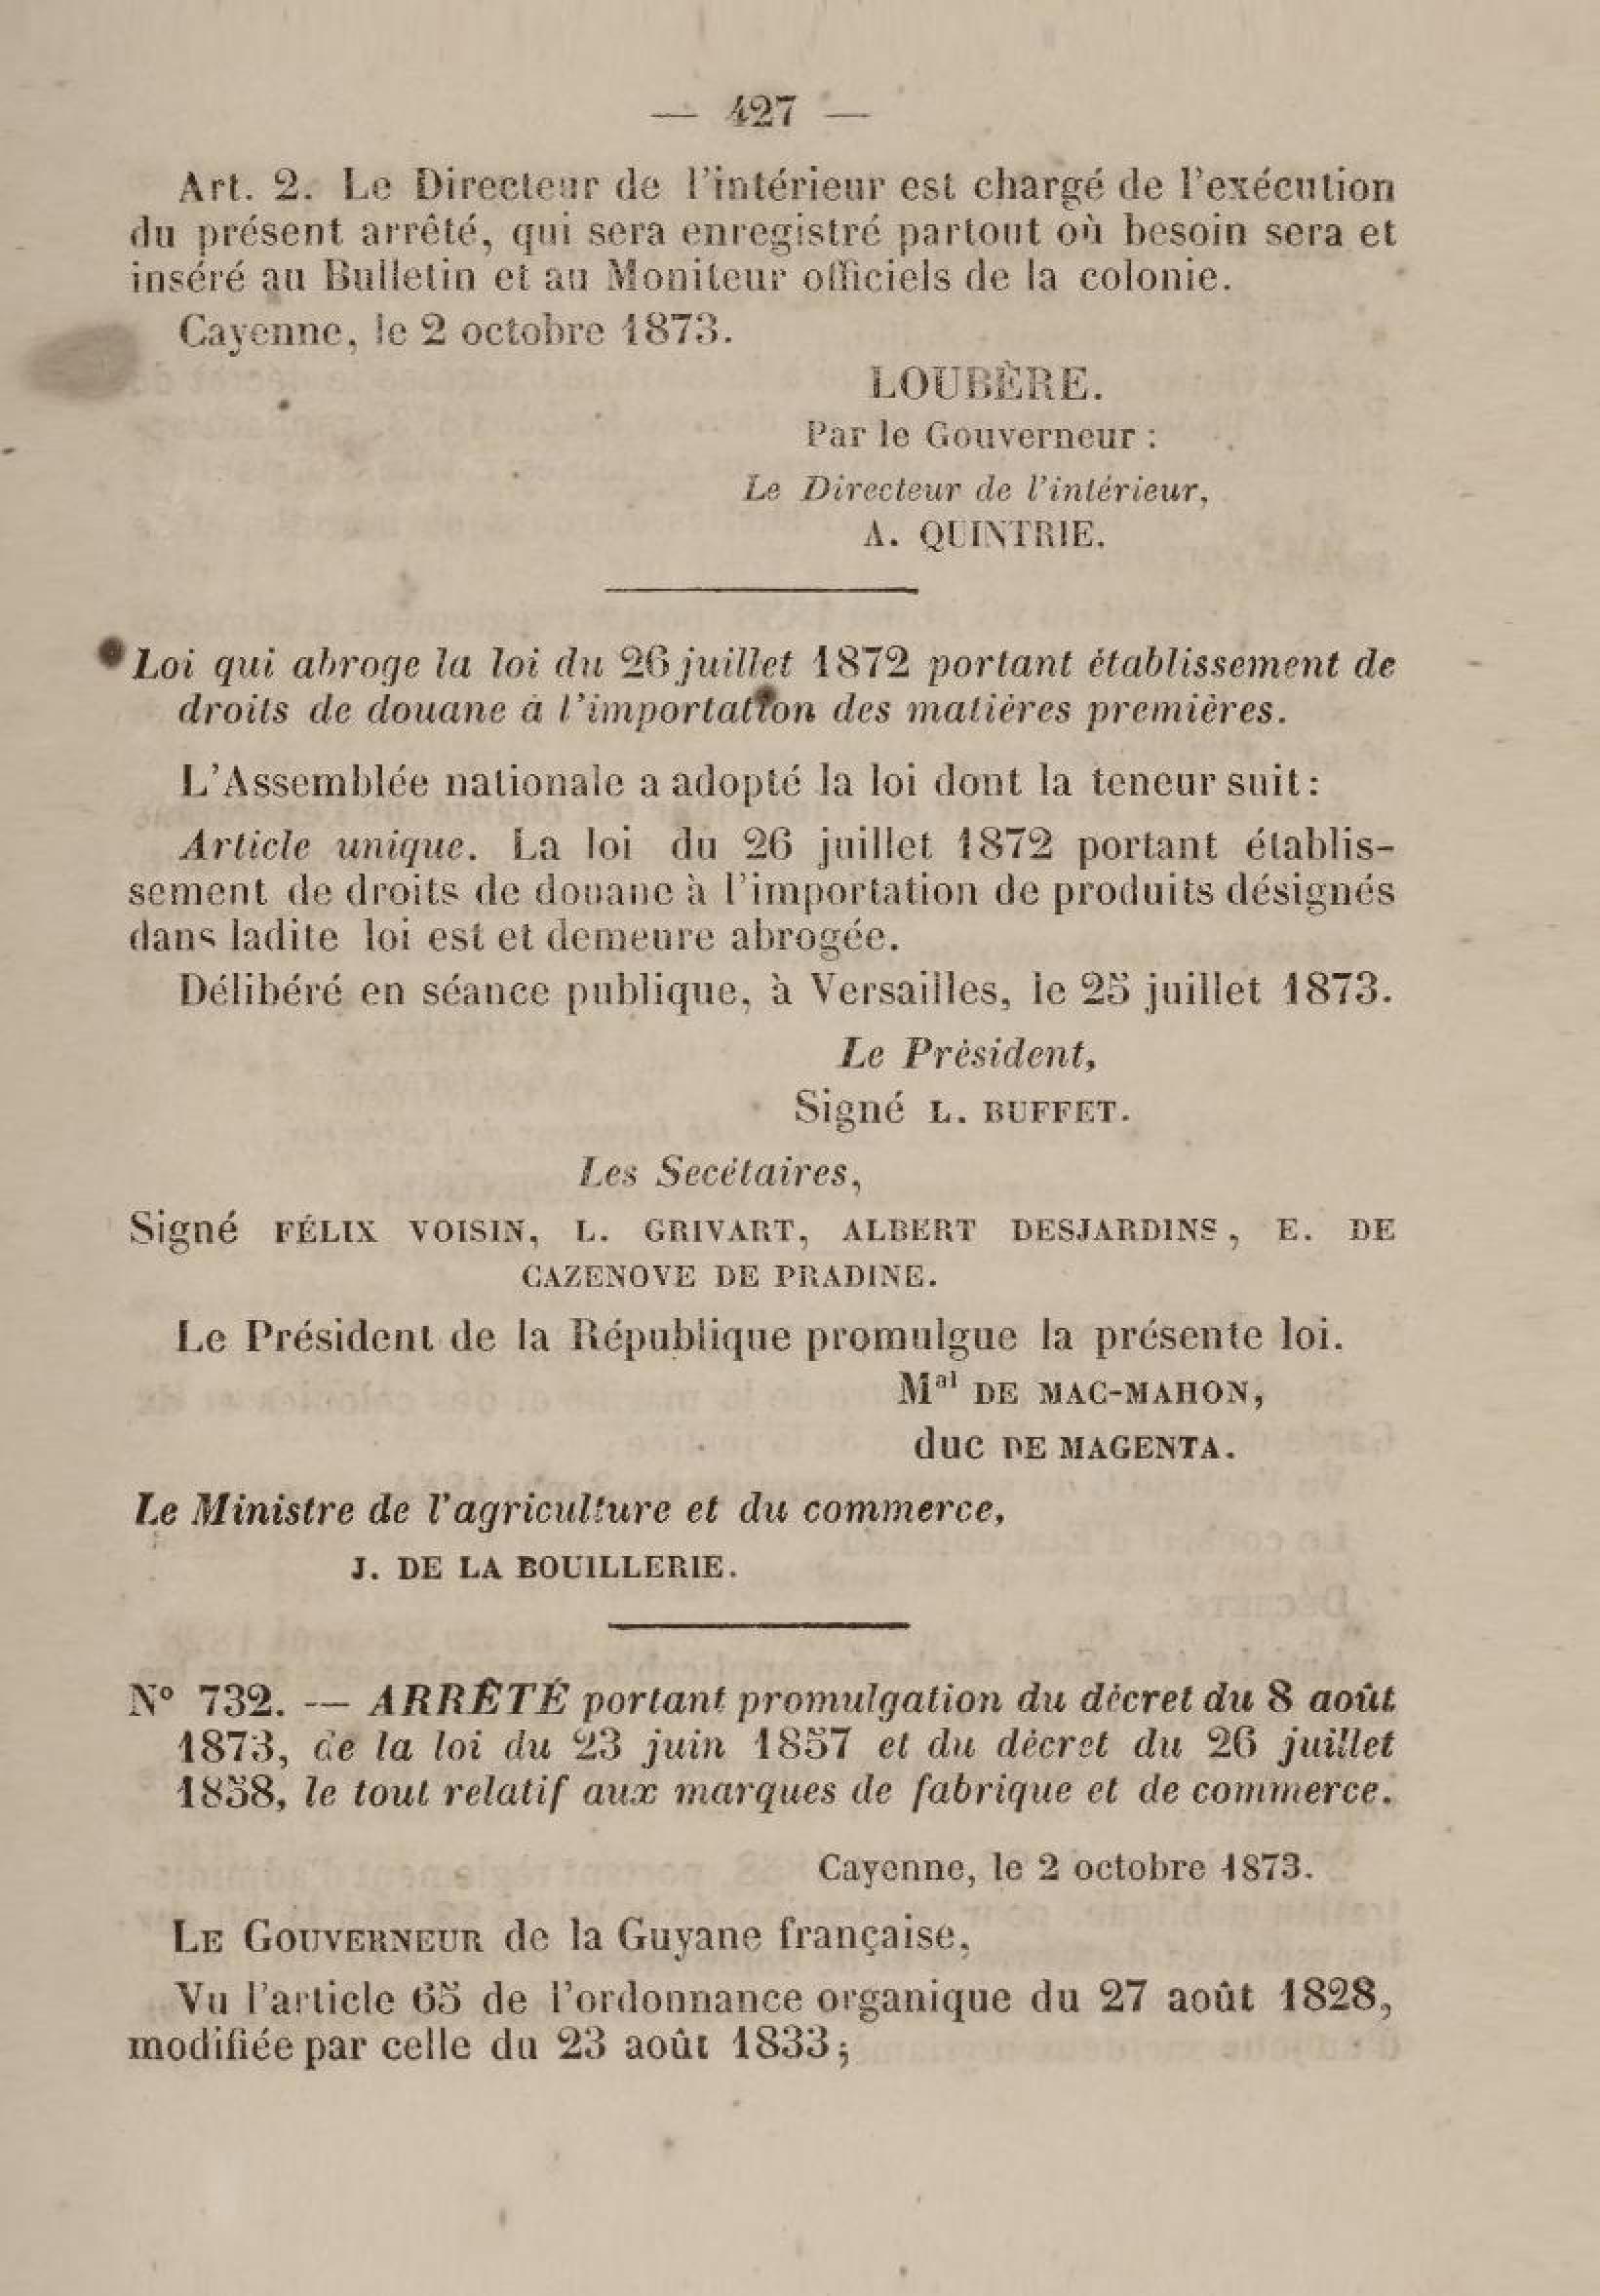 — 427 —
Art. 2. Le Directeur de l'intérieur est chargé de l'exécution
du présent arrêté, qui sera enregistré partout où besoin sera et
inséré au Bulletin et au Moniteur officiels de la colonie.
Cayenne, le 2 octobre 1873.
LOUBÈRE.
Par le Gouverneur :
Le Directeur de l'intérieur,
A. QUINTRIE.
Loi qui abroge la loi du 26 juillet 1872 portant établissement de
droits de douane à l'importation des matières premières.
L'Assemblée nationale a adopté la loi dont la teneur suit :
Article unique. La loi du 26 juillet 1872 portant établis-
sement de droits de douane à l'importation de produits désignés
dans ladite loi est et demeure abrogée.
Délibéré en séance publique, à Versailles, le 25 juillet 1873.
Le Président,
Signé L. BUFFET.
Les Secétaires,
Signé FÉLIX VOISIN, L. GRIVART, ALBERT DESJARDINS, E. DE
CAZENOVE DE PRADINE.
Le Président de la République promulgue la présente loi.
Mal DE MAC-MAHON,
duc DE MAGENTA.
Le Ministre de l'agriculture et du commerce,
J. DE LA BOUILLERIE.
N° 732. — ARRÊTÉ portant promulgation du décret du 8 août
1873, de la loi du 23 juin 1857 et du décret du 26 juillet
1858, le tout relatif aux marques de fabrique et de commerce.
Cayenne, le 2 octobre 1873.
LE GOUVERNEUR de la Guyane française,
Vu l'article 65 de l'ordonnance organique du 27 août 1828,
modifiée par celle du 23 août 1833 ;